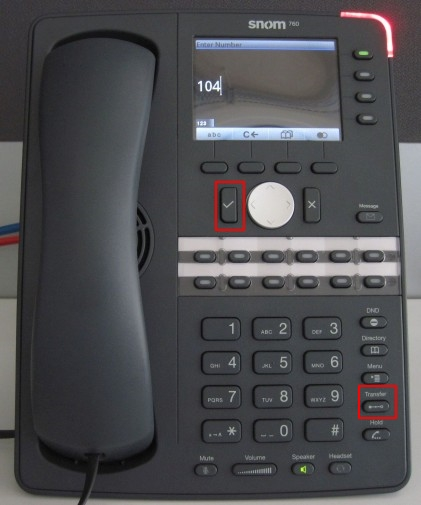 snom 760
Enter Number
104
123
abc C←
Message
DND
Directory
Menu
Transfer
Hold
1 ABC 2 DEF 3
GHI 4 JKL 5 MNO 6
PQRS 7 TUV 8 WXYZ 9
* _ _ 0 #
Mute Volume Speaker Headset